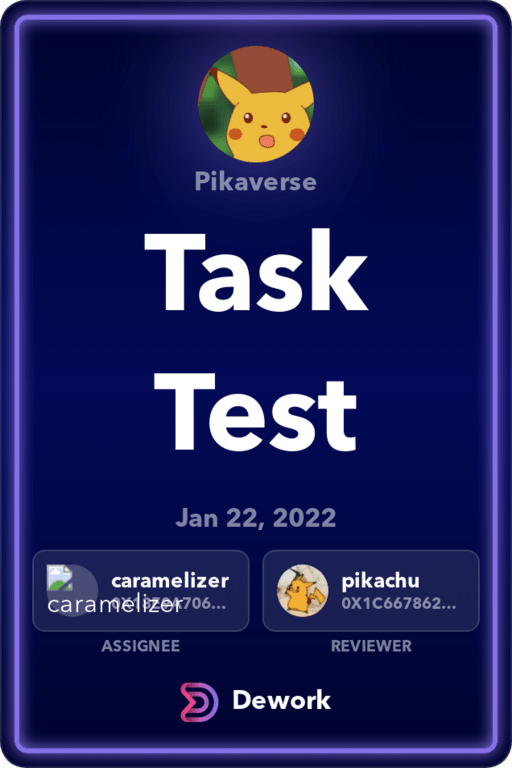 Pikaverse
Task
Test
Jan 22, 2022
caramelizer
caramelizer
pikachu
0X1C667862...
ASSIGNEE
REVIEWER
Dework